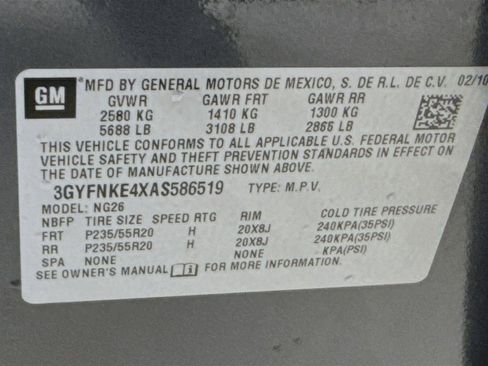 GM
MFD BY GENERAL MOTORS DE MEXICO, S. DE R.L. DE C.V. 02/10
GVWR GAWR FRT GAWR RR
2580 KG 1410 KG 1300 KG
5688 LB 3108 LB 2865 LB
THIS VEHICLE CONFORMS TO ALL APPLICABLE U.S. FEDERAL MOTOR
VEHICLE SAFETY AND THEFT PREVENTION STANDARDS IN EFFECT ON
THE DATE OF MANUFACTURE SHOWN ABOVE.
3GYFNKE4XAS586519 TYPE: M.P.V.
MODEL: NG26
NBFP TIRE SIZE SPEED RTG RIM COLD TIRE PRESSURE
FRT P235/55R20 H 20X8J 240KPA(35PSI)
RR P235/55R20 H 20X8J 240KPA(35PSI)
SPA NONE NONE KPA(PSI)
SEE OWNER'S MANUAL FOR MORE INFORMATION.